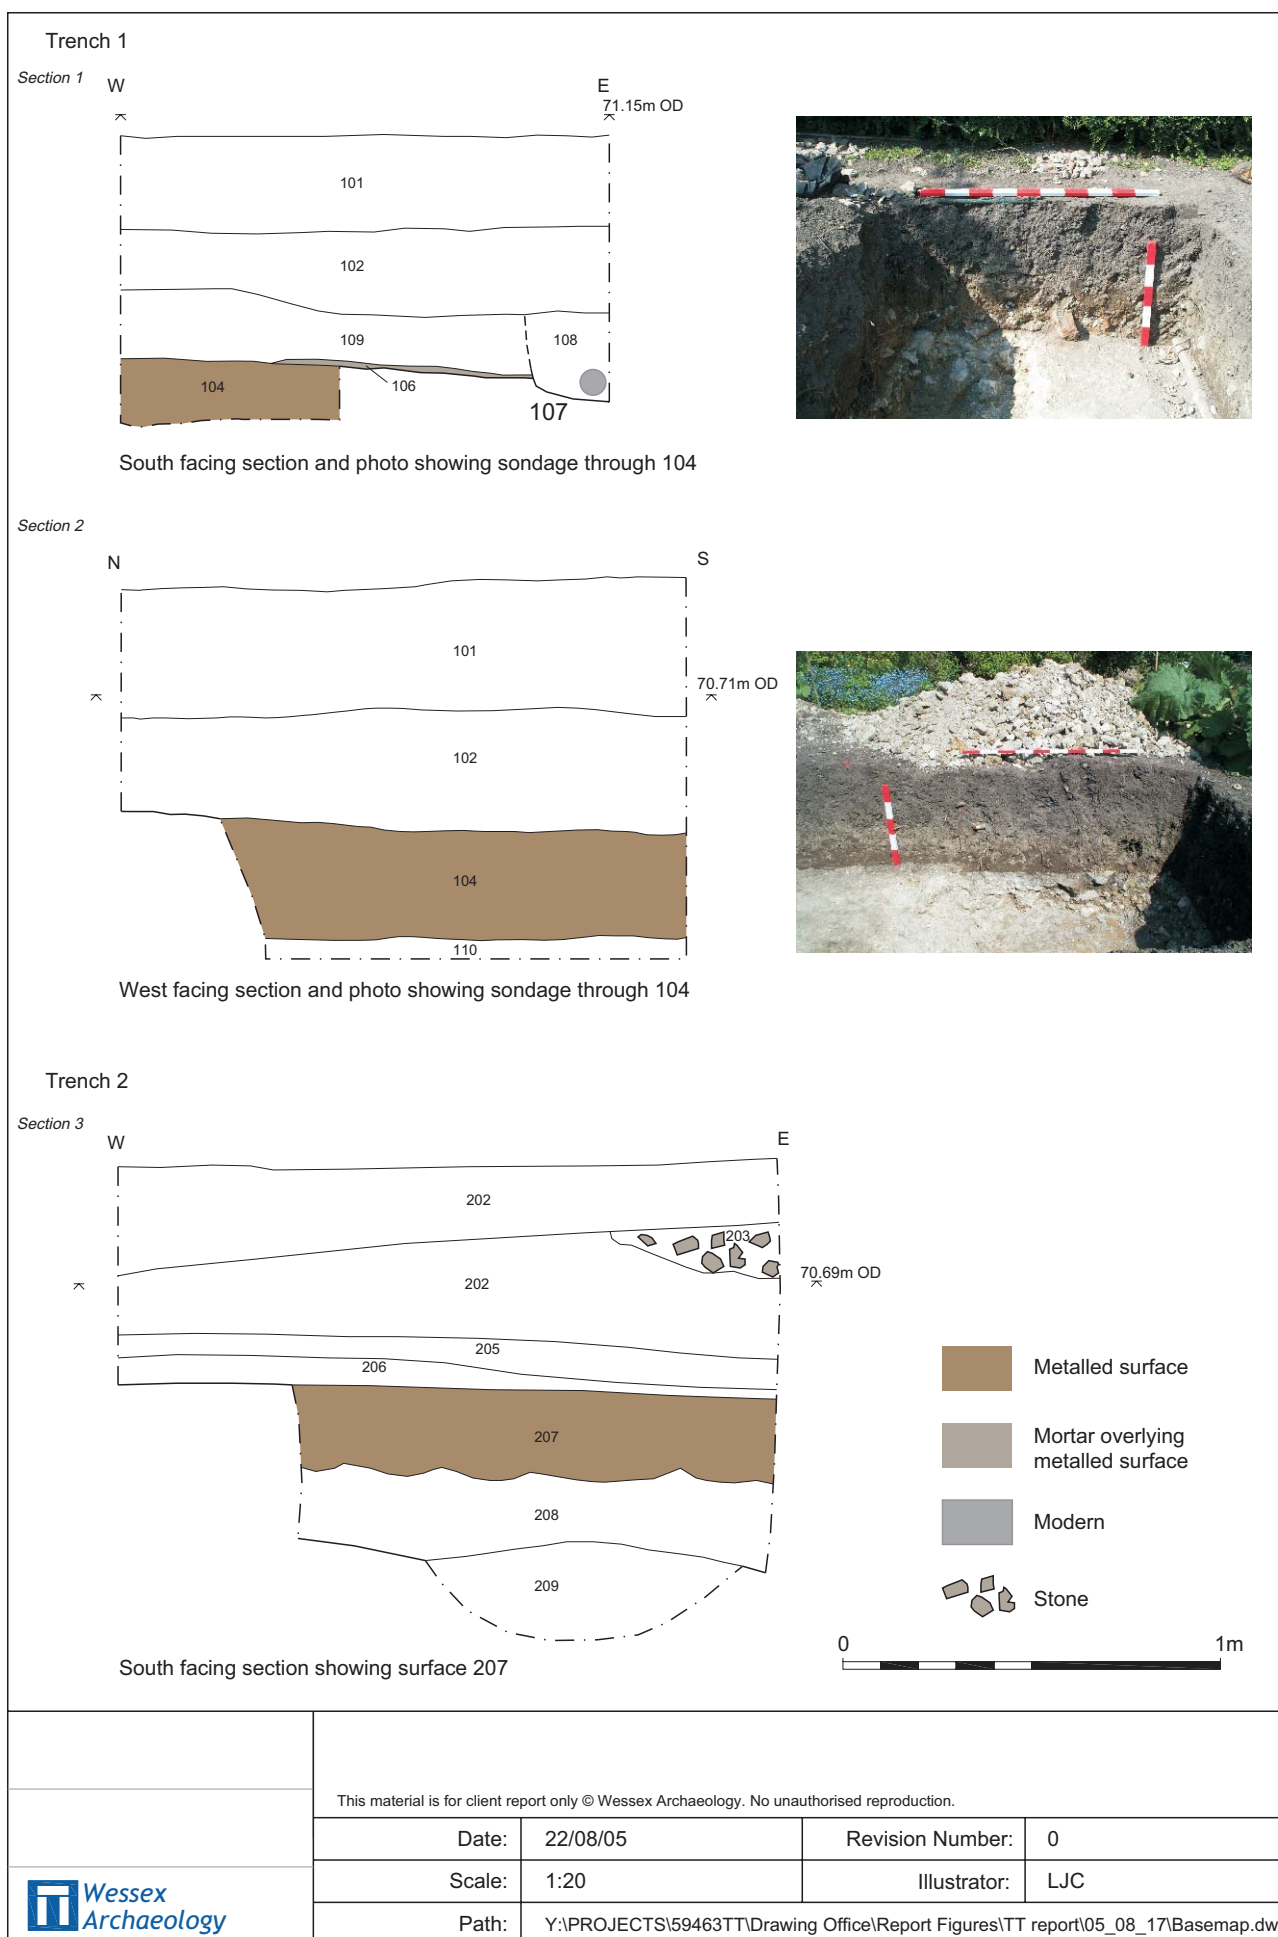 Trench 1
Section 1
W
E
71.15m OD
101
102
109
108
104
106
107
South facing section and photo showing sondage through 104
Section 2
N
S
101
70.71m OD
102
104
110
West facing section and photo showing sondage through 104
Trench 2
Section 3
W
E
202
203
70.69m OD
202
205
206
207
208
209
South facing section showing surface 207
Metalled surface
Mortar overlying
metalled surface
Modern
Stone
0 1m
This material is for client report only © Wessex Archaeology. No unauthorised reproduction.
Date: 22/08/05 Revision Number: 0
Scale: 1:20 Illustrator: LJC
Path: Y:\PROJECTS\59463TT\Drawing Office\Report Figures\TT report\05_08_17\Basemap.dw
Wessex
Archaeology